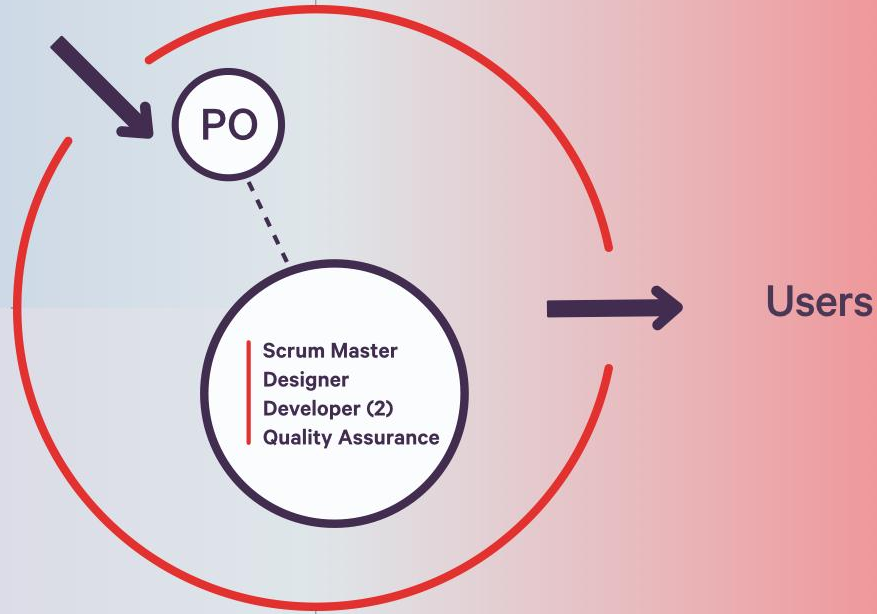 PO
Users
Scrum Master
Designer
Developer (2)
Quality Assurance